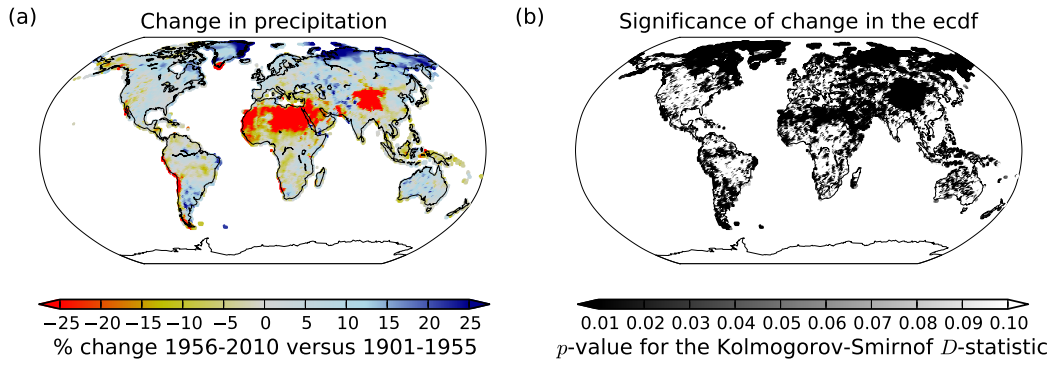 (a)
Change in precipitation
−25 −20 −15 −10 −5 0 5 10 15 20 25
% change 1956-2010 versus 1901-1955
(b)
Significance of change in the ecdf
0.01 0.02 0.03 0.04 0.05 0.06 0.07 0.08 0.09 0.10
p-value for the Kolmogorov-Smirnof D-statistic